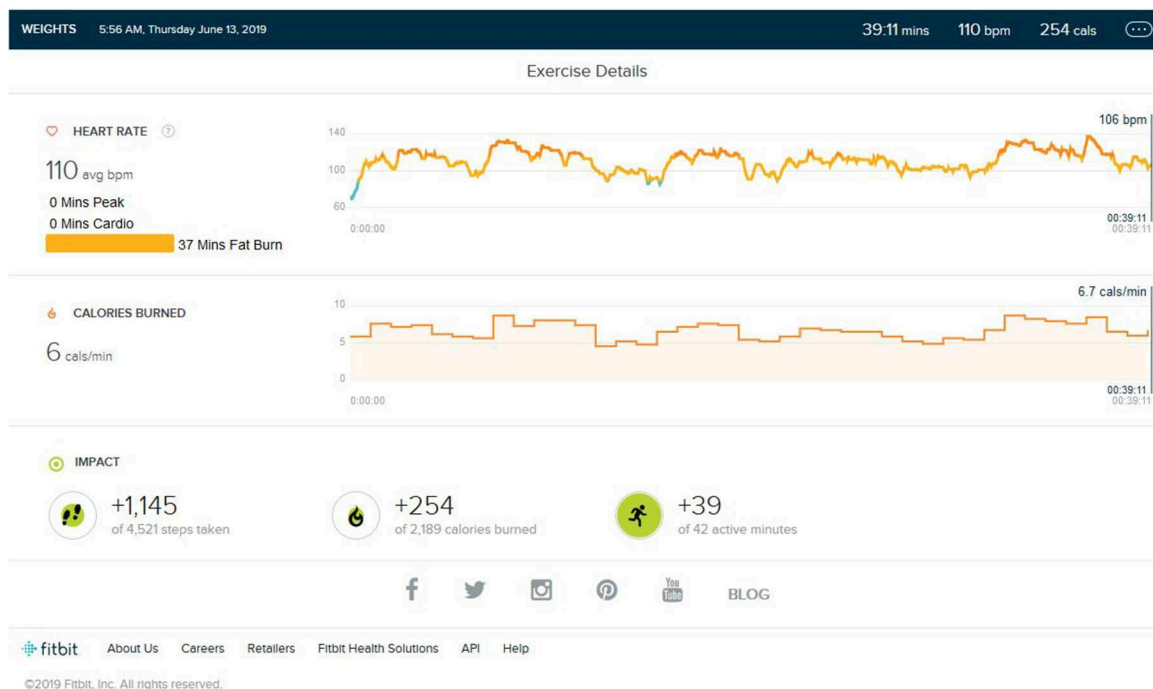 WEIGHTS 5:56 AM, Thursday June 13, 2019 39:11 mins 110 bpm 254 cals
Exercise Details
HEART RATE ?
110 avg bpm
0 Mins Peak
0 Mins Cardio
37 Mins Fat Burn
106 bpm
140
100
60
0:00:00
00:39:11
00:39:11
CALORIES BURNED
6 cals/min
6.7 cals/min
10
5
0
0:00:00
00:39:11
00:39:11
IMPACT
+1,145
of 4,521 steps taken
+254
of 2,189 calories burned
+39
of 42 active minutes
f
You
Tube
BLOG
fitbit About Us Careers Retailers Fitbit Health Solutions API Help
©2019 Fitbit, Inc. All rights reserved.